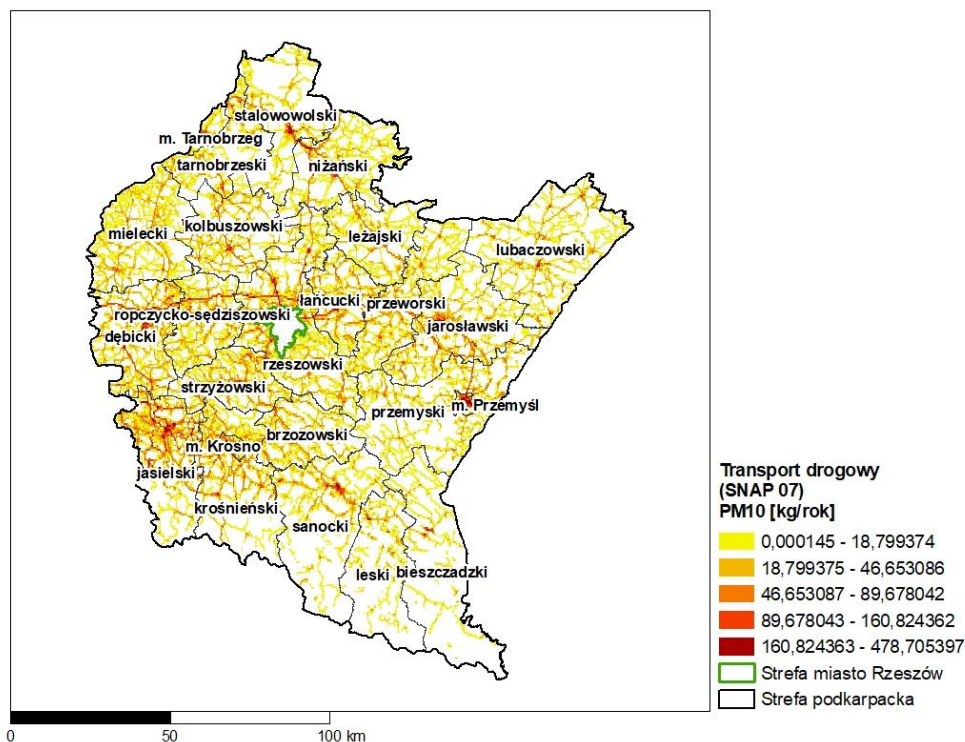 stalowowolski
m. Tarnobrzeg
tarnobrzeski
niżański
mielecki
kolbuszowski
leżajski
lubaczowski
łańcucki
przeworski
ropczycko-sędziszowski
jarosławski
dębicki
rzeszowski
strzyżowski
przemyski
m. Przemyśl
brzozowski
m. Krosno
jasielski
krośnieński
sanocki
leski
bieszczadzki
Transport drogowy
(SNAP 07)
PM10 [kg/rok]
0,000145 - 18,799374
18,799375 - 46,653086
46,653087 - 89,678042
89,678043 - 160,824362
160,824363 - 478,705397
Strefa miasto Rzeszów
Strefa podkarpacka
0 50 100 km